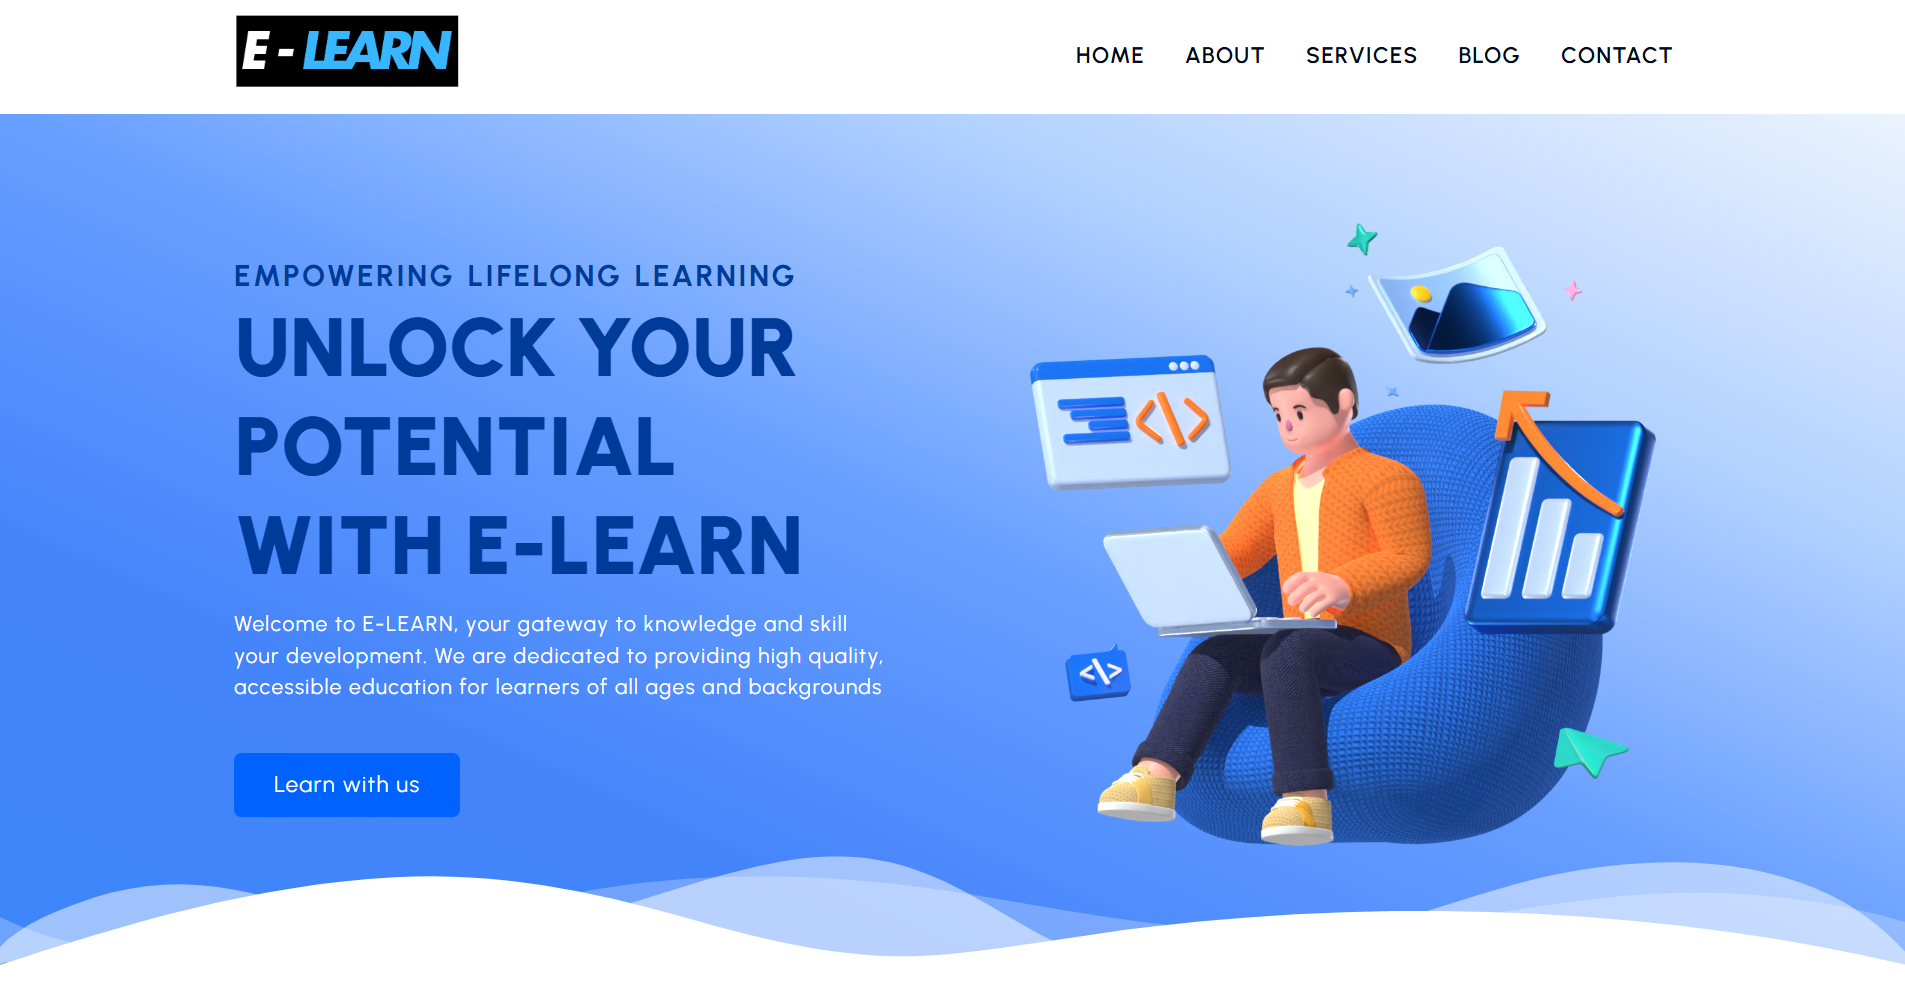 E - LEARN
HOME ABOUT SERVICES BLOG CONTACT
EMPOWERING LIFELONG LEARNING
UNLOCK YOUR
POTENTIAL
WITH E-LEARN
Welcome to E-LEARN, your gateway to knowledge and skill
your development. We are dedicated to providing high quality,
accessible education for learners of all ages and backgrounds
Learn with us
</>
</>